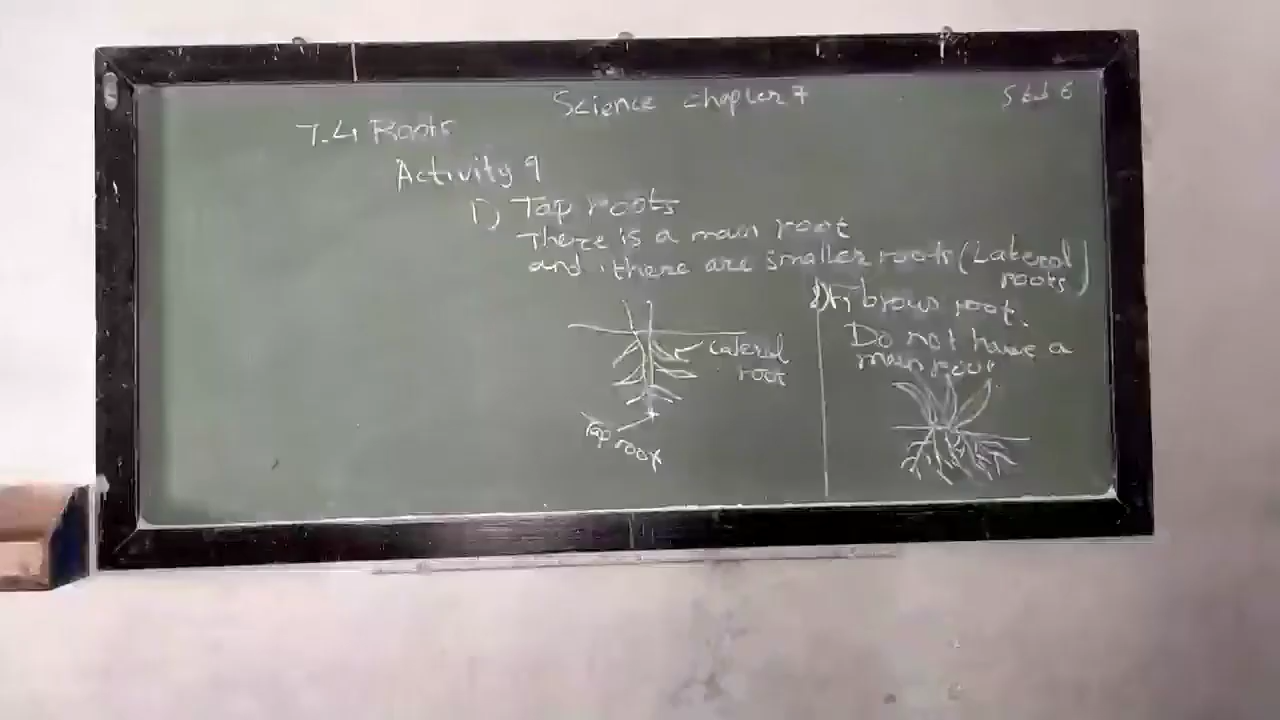 Science chapter 7
Std 6
7.4 Roots
Activity 9
1) Tap roots
There is a main root
and there are smaller roots (Lateral
roots)
Lateral
root
Tap root
2) Fibrous root.
Do not have a
main root